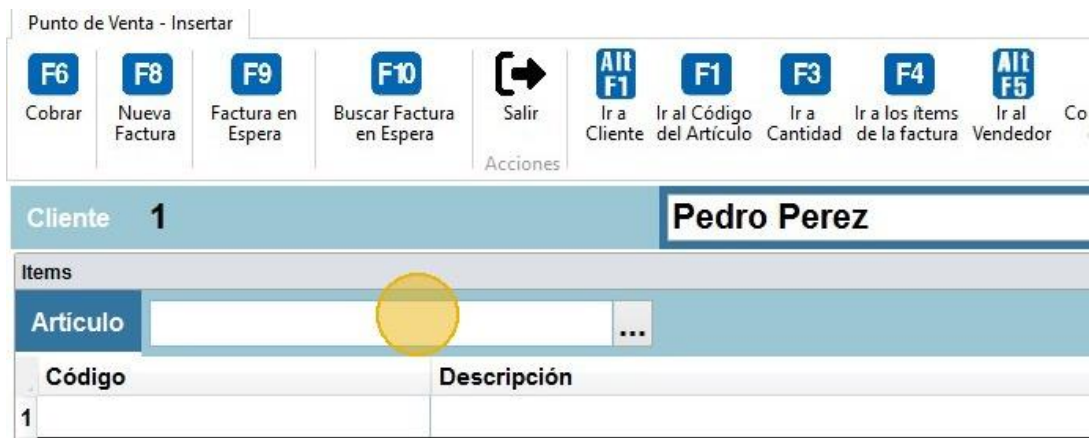 Punto de Venta - Insertar
F6 F8 F9 F10 Alt F1 F1 F3 F4 Alt F5
Cobrar Nueva Factura Factura en Espera Buscar Factura en Espera Salir Ir a Cliente Ir al Código del Artículo Ir a Cantidad Ir a los ítems de la factura Ir al Vendedor Co
Acciones
Cliente 1 Pedro Perez
Items
Artículo ...
Código Descripción
1